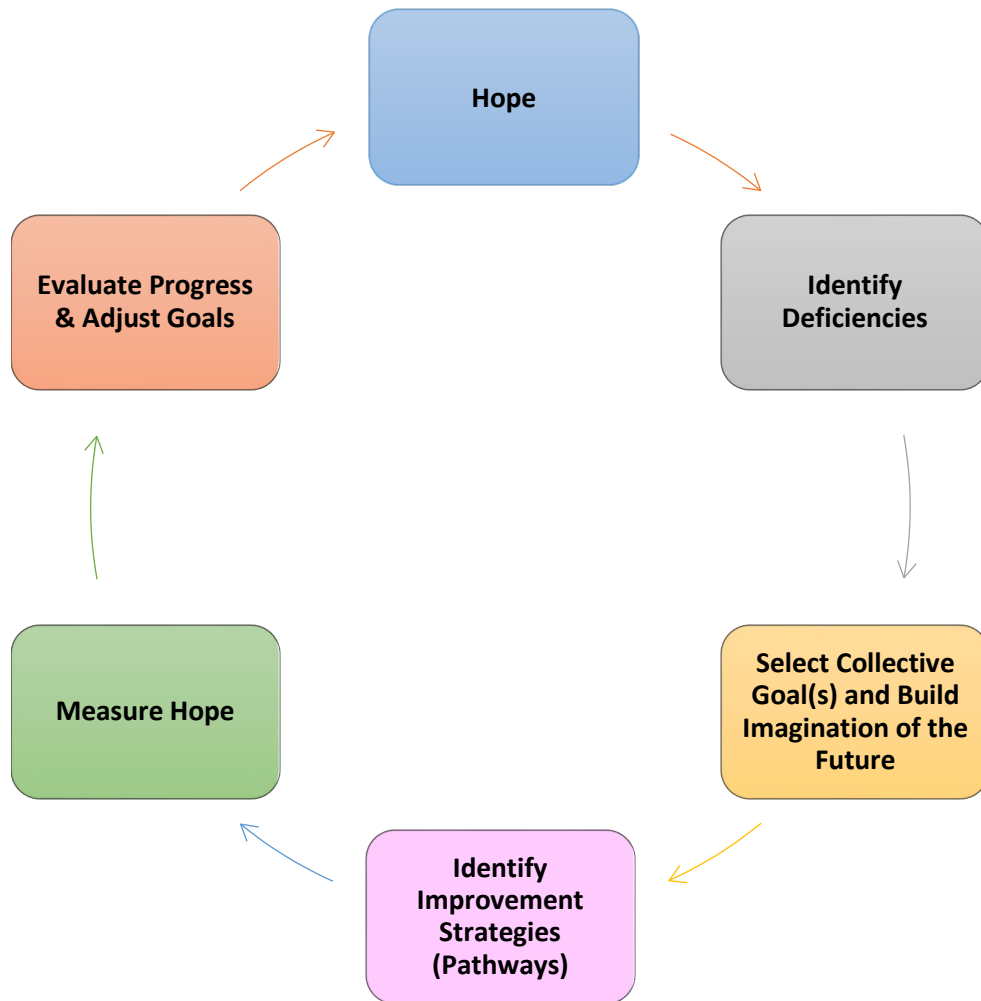 Hope
Identify
Deficiencies
Select Collective
Goal(s) and Build
Imagination of the
Future
Identify
Improvement
Strategies
(Pathways)
Measure Hope
Evaluate Progress
& Adjust Goals